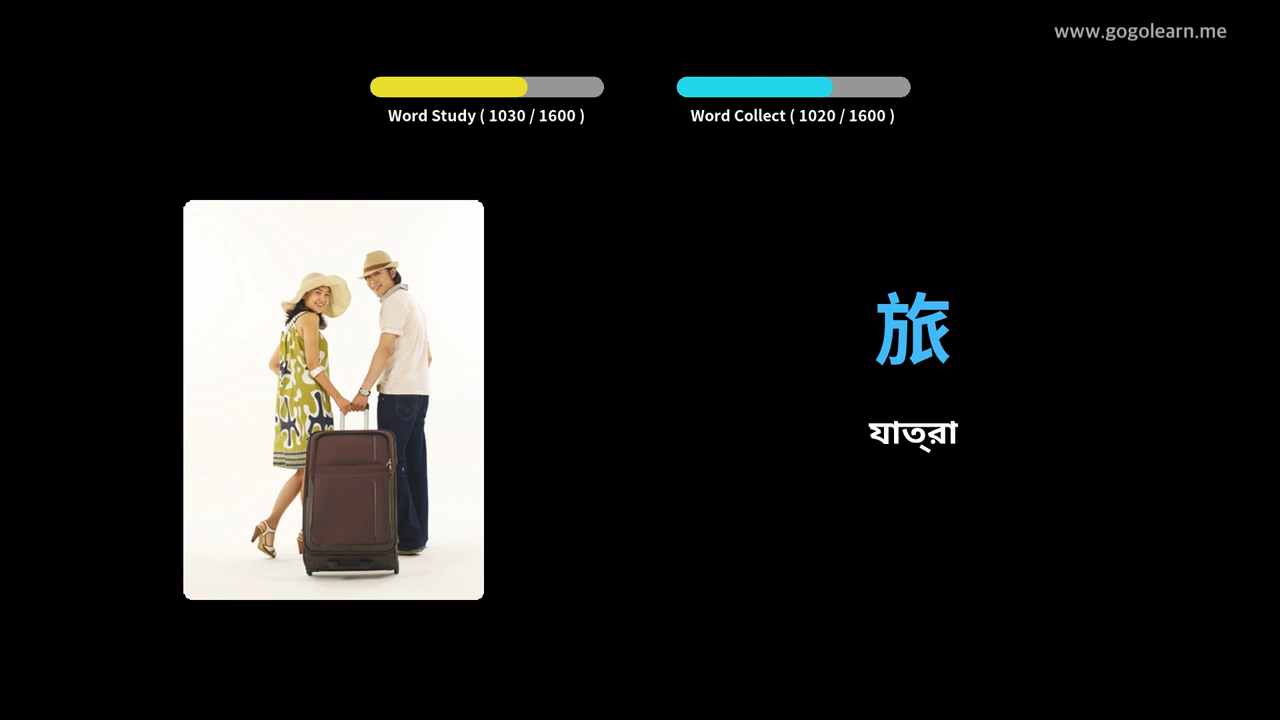 www.gogolearn.me
Word Study ( 1030 / 1600 )
Word Collect ( 1020 / 1600 )
旅
যাত্‌রা